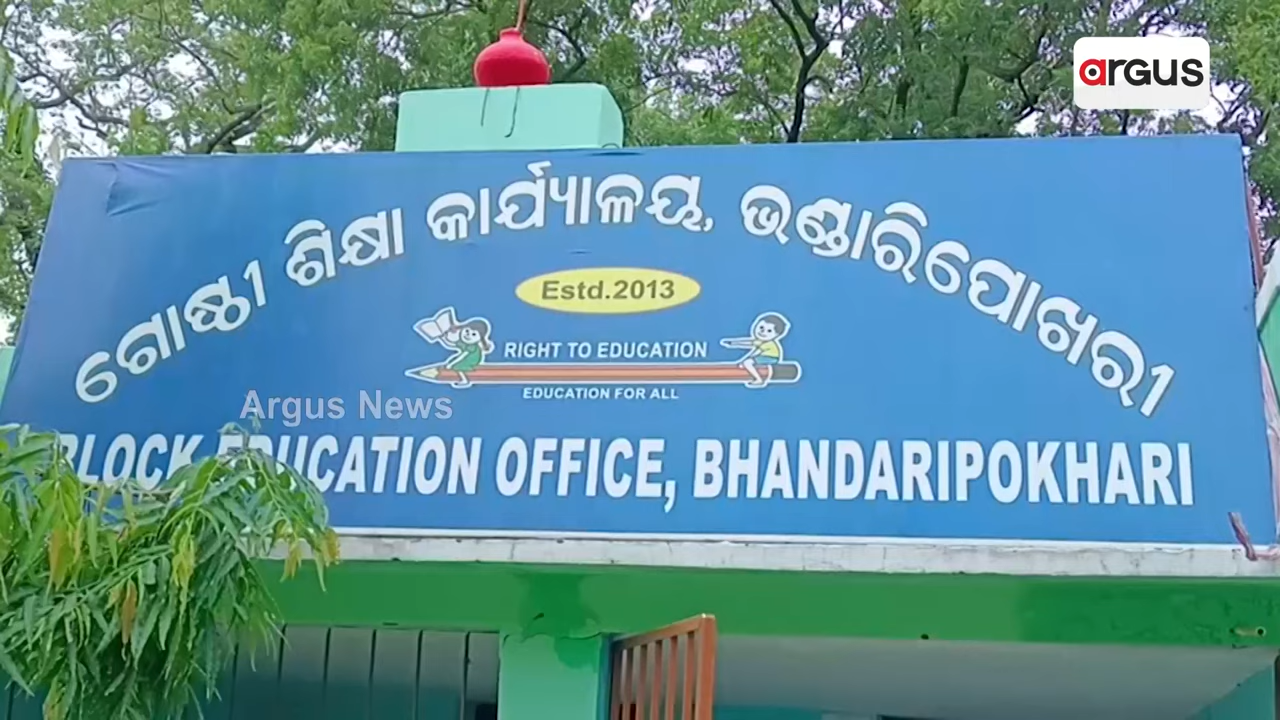 argus
ଗୋଷ୍ଠୀ ଶିକ୍ଷା କାର୍ଯ୍ୟାଳୟ, ଭଣ୍ଡାରିପୋଖରୀ
Estd.2013
RIGHT TO EDUCATION
EDUCATION FOR ALL
Argus News
BLOCK EDUCATION OFFICE, BHANDARIPOKHARI